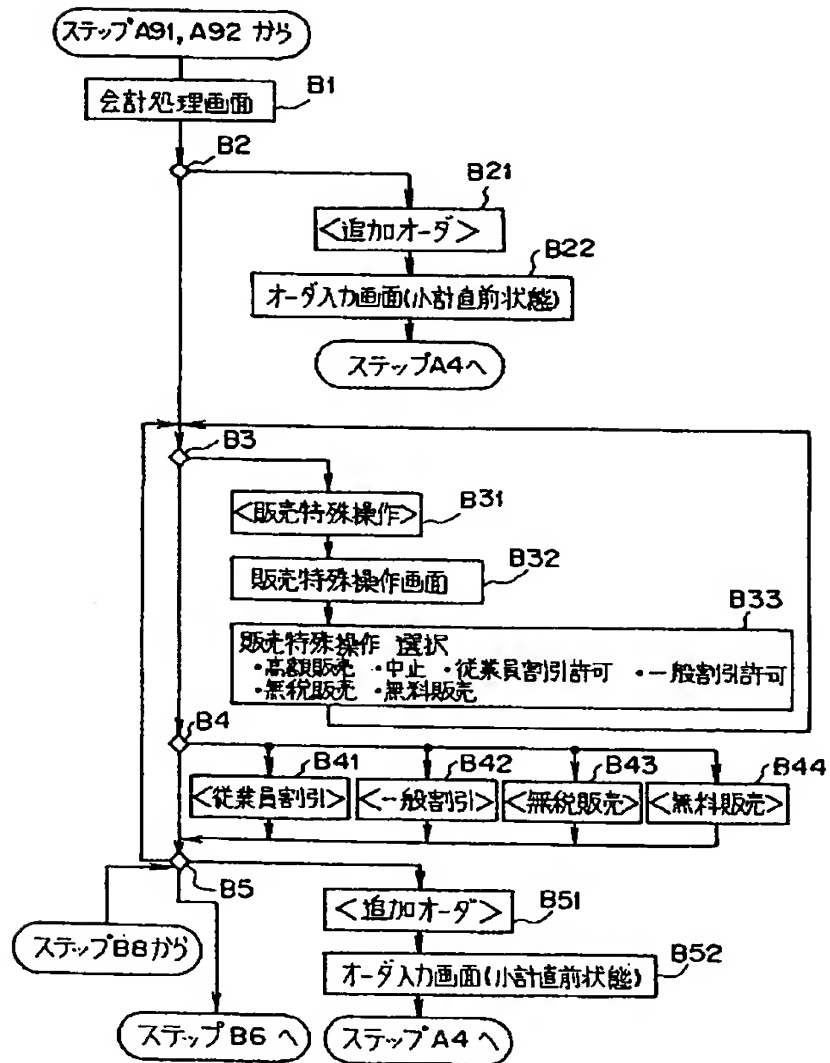 ステップA91, A92 から
会計処理画面
B1
B2
B21
<追加オーダ>
B22
オーダ入力画面(小計直前状態)
ステップA4へ
B3
B31
<販売特殊操作>
B32
販売特殊操作画面
B33
販売特殊操作 選択
・高額販売 ・中止 ・従業員割引許可 ・一般割引許可
・無税販売 ・無料販売
B4
B41
B42
B43
B44
<従業員割引>
<一般割引>
<無税販売>
<無料販売>
B5
B51
<追加オーダ>
ステップB8から
B52
オーダ入力画面(小計直前状態)
ステップB6へ
ステップA4へ